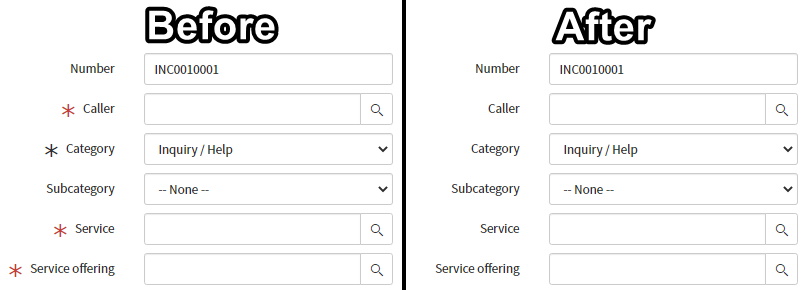 Before After
Number INC0010001 Number INC0010001
* Caller Caller
* Category Inquiry / Help Category Inquiry / Help
Subcategory -- None -- Subcategory -- None --
* Service Service
* Service offering Service offering